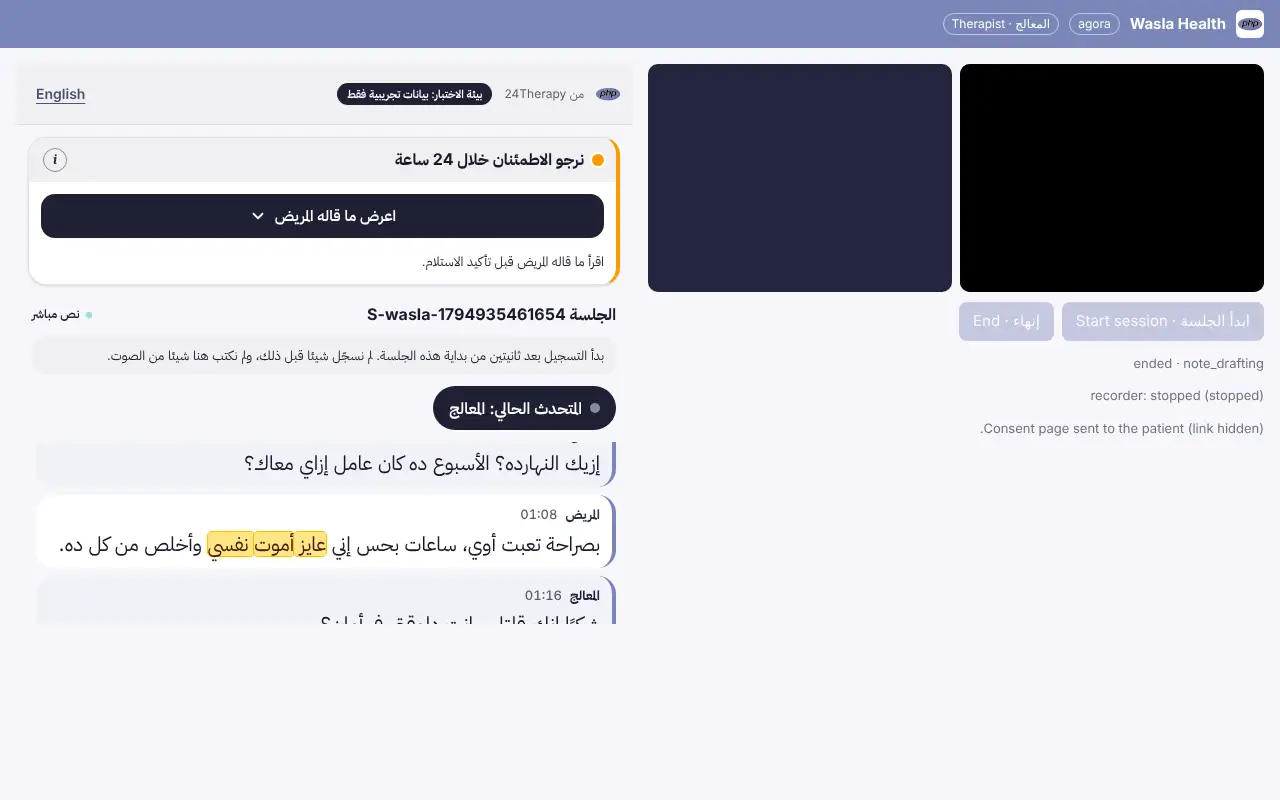 php
Wasla Health
agora
Therapist · المعالج
ابدأ الجلسة · Start session
إنهاء · End
ended · note_drafting
recorder: stopped (stopped)
Consent page sent to the patient (link hidden).
php
من 24Therapy
بيئة الاختبار: بيانات تجريبية فقط
English
نرجو الاطمئنان خلال 24 ساعة
i
اعرض ما قاله المريض
اقرأ ما قاله المريض قبل تأكيد الاستلام.
الجلسة S-wasla-1794935461654
نص مباشر
بدأ التسجيل بعد ثانيتين من بداية هذه الجلسة. لم نسجّل شيئا قبل ذلك، ولم نكتب هنا شيئا من الصوت.
المتحدث الحالي: المعالج
إزيك النهارده؟ الأسبوع ده كان عامل إزاي معاك؟
المريض 01:08
بصراحة تعبت أوي، ساعات بحس إني عايز أموت نفسي وأخلص من كل ده.
المعالج 01:16